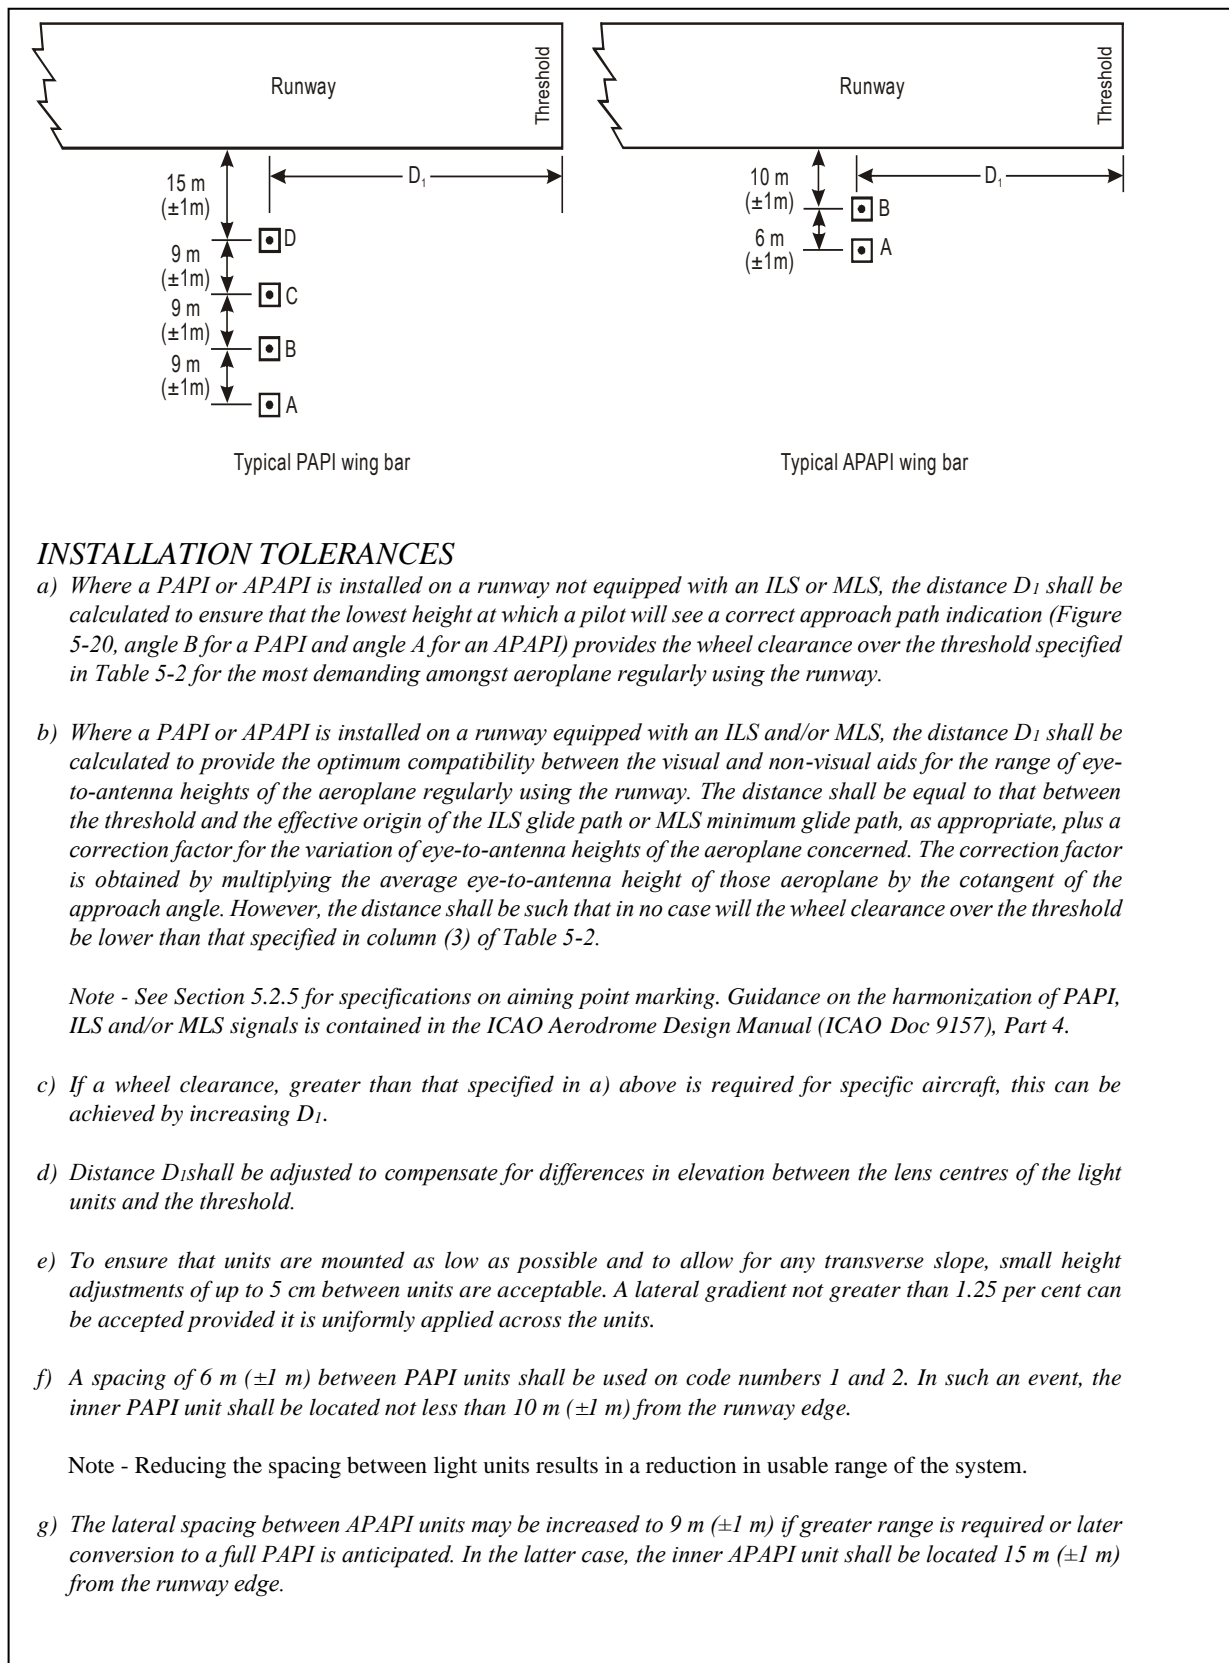 Runway
Threshold
15 m
(±1m)
D₁
D
9 m
(±1m)
C
9 m
(±1m)
B
9 m
(±1m)
A
Typical PAPI wing bar
Runway
Threshold
10 m
(±1m)
D₁
B
6 m
(±1m)
A
Typical APAPI wing bar
INSTALLATION TOLERANCES
a) Where a PAPI or APAPI is installed on a runway not equipped with an ILS or MLS, the distance D₁ shall be
calculated to ensure that the lowest height at which a pilot will see a correct approach path indication (Figure
5-20, angle B for a PAPI and angle A for an APAPI) provides the wheel clearance over the threshold specified
in Table 5-2 for the most demanding amongst aeroplane regularly using the runway.
b) Where a PAPI or APAPI is installed on a runway equipped with an ILS and/or MLS, the distance D₁ shall be
calculated to provide the optimum compatibility between the visual and non-visual aids for the range of eye-
to-antenna heights of the aeroplane regularly using the runway. The distance shall be equal to that between
the threshold and the effective origin of the ILS glide path or MLS minimum glide path, as appropriate, plus a
correction factor for the variation of eye-to-antenna heights of the aeroplane concerned. The correction factor
is obtained by multiplying the average eye-to-antenna height of those aeroplane by the cotangent of the
approach angle. However, the distance shall be such that in no case will the wheel clearance over the threshold
be lower than that specified in column (3) of Table 5-2.
Note - See Section 5.2.5 for specifications on aiming point marking. Guidance on the harmonization of PAPI,
ILS and/or MLS signals is contained in the ICAO Aerodrome Design Manual (ICAO Doc 9157), Part 4.
c) If a wheel clearance, greater than that specified in a) above is required for specific aircraft, this can be
achieved by increasing D₁.
d) Distance D₁shall be adjusted to compensate for differences in elevation between the lens centres of the light
units and the threshold.
e) To ensure that units are mounted as low as possible and to allow for any transverse slope, small height
adjustments of up to 5 cm between units are acceptable. A lateral gradient not greater than 1.25 per cent can
be accepted provided it is uniformly applied across the units.
f) A spacing of 6 m (±1 m) between PAPI units shall be used on code numbers 1 and 2. In such an event, the
inner PAPI unit shall be located not less than 10 m (±1 m) from the runway edge.
Note - Reducing the spacing between light units results in a reduction in usable range of the system.
g) The lateral spacing between APAPI units may be increased to 9 m (±1 m) if greater range is required or later
conversion to a full PAPI is anticipated. In the latter case, the inner APAPI unit shall be located 15 m (±1 m)
from the runway edge.